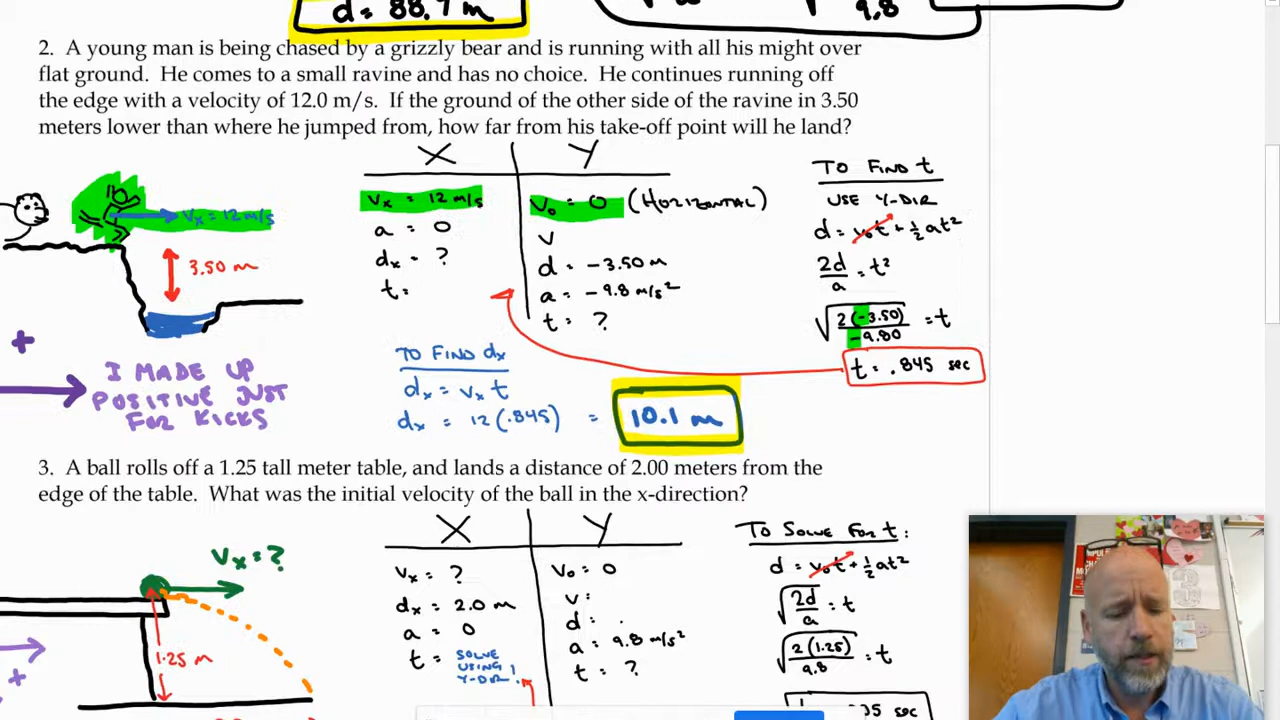 d = 88.7 m
9.8
2. A young man is being chased by a grizzly bear and is running with all his might over
flat ground. He comes to a small ravine and has no choice. He continues running off
the edge with a velocity of 12.0 m/s. If the ground of the other side of the ravine in 3.50
meters lower than where he jumped from, how far from his take-off point will he land?
Vx = 12 m/s
3.50 m
+
I MADE UP
POSITIVE JUST
FOR KICKS
X
Vx = 12 m/s
a = 0
dx = ?
t =
Y
Vo = 0 (HORIZONTAL)
V
d = -3.50 m
a = -9.8 m/s²
t = ?
TO FIND t
USE Y-DIR
d = vot + ½at²
2d/a = t²
√(2(-3.50)/-9.80) = t
t = .845 sec
TO FIND dx
dx = vx t
dx = 12(.845) = 10.1 m
3. A ball rolls off a 1.25 tall meter table, and lands a distance of 2.00 meters from the
edge of the table. What was the initial velocity of the ball in the x-direction?
Vx = ?
1.25 m
+
X
Vx = ?
dx = 2.0 m
a = 0
t = SOLVE
USING
Y-DIR!
Y
Vo = 0
V:
d:
a = 9.8 m/s²
t = ?
TO SOLVE FOR t:
d = vot + ½at²
√(2d/a) = t
√(2(1.25)/9.8) = t
05 sec